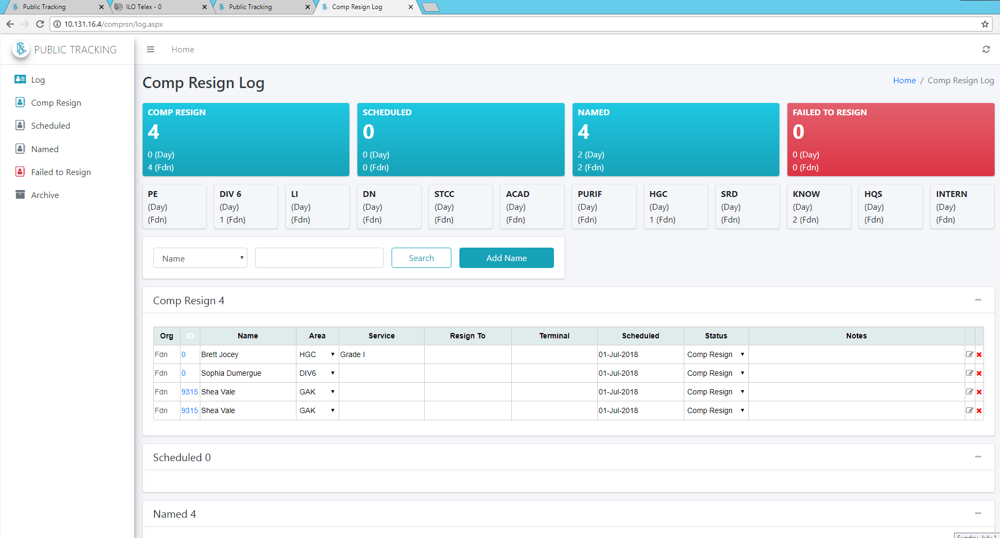 Public Tracking
ILO Telex - 0
Public Tracking
Comp Resign Log
10.131.16.4/comprsn/log.aspx
PUBLIC TRACKING
Home
Log
Comp Resign
Scheduled
Named
Failed to Resign
Archive
Comp Resign Log
Home / Comp Resign Log
COMP RESIGN
4
0 (Day)
4 (Fdn)
SCHEDULED
0
0 (Day)
0 (Fdn)
NAMED
4
2 (Day)
2 (Fdn)
FAILED TO RESIGN
0
0 (Day)
0 (Fdn)
PE
(Day)
(Fdn)
DIV 6
(Day)
1 (Fdn)
LI
(Day)
(Fdn)
DN
(Day)
(Fdn)
STCC
(Day)
(Fdn)
ACAD
(Day)
(Fdn)
PURIF
(Day)
(Fdn)
HGC
(Day)
1 (Fdn)
SRD
(Day)
(Fdn)
KNOW
(Day)
2 (Fdn)
HQS
(Day)
(Fdn)
INTERN
(Day)
(Fdn)
Name
Search
Add Name
Comp Resign 4
Org ID Name Area Service Resign To Terminal Scheduled Status Notes
Fdn 0 Brett Jocey HGC Grade I 01-Jul-2018 Comp Resign
Fdn 0 Sophia Dumergue DIV6 01-Jul-2018 Comp Resign
Fdn 9315 Shea Vale GAK 01-Jul-2018 Comp Resign
Fdn 9315 Shea Vale GAK 01-Jul-2018 Comp Resign
Scheduled 0
Named 4
Sunday, July 1